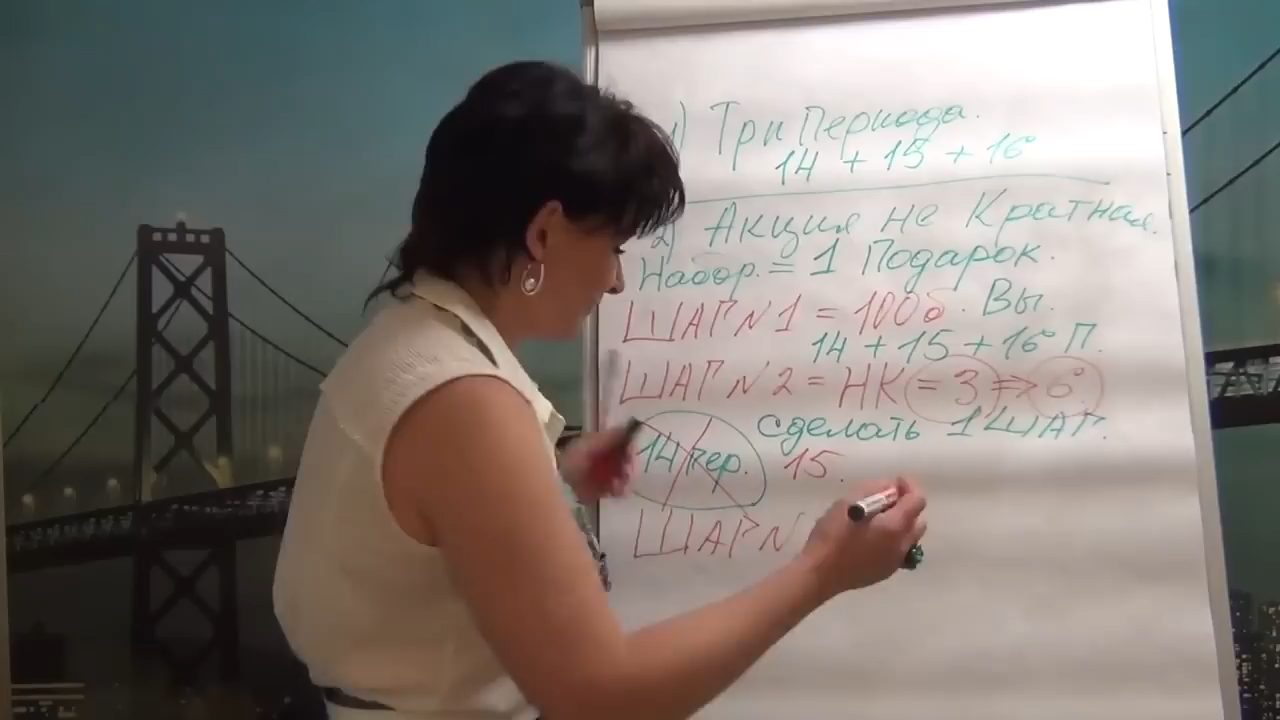 1) Три Периода.
14 + 15 + 16
2) Акция не Кратная.
Набор. = 1 Подарок.
ШАГ N 1 = 100б. Вы.
14 + 15 + 16 П.
ШАГ N 2 = НК = 3 => 6
сделать 1 ШАГ.
14 пер. 15.
ШАГ N